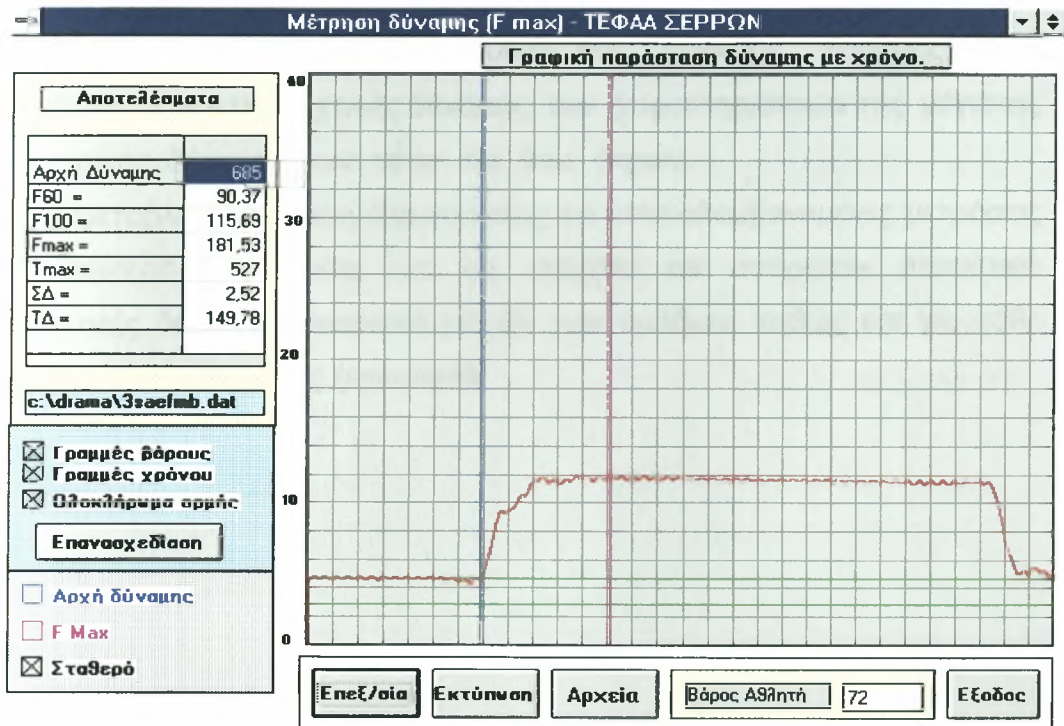 Μέτρηση δύναμης (F max) - ΤΕΦΑΑ ΣΕΡΡΩΝ
Γραφική παράσταση δύναμης με χρόνο.
Αποτελέσματα
Αρχή Δύναμης 685
F60 = 90,37
F100 = 115,69
Fmax = 181,53
Tmax = 527
ΣΔ = 2,52
ΤΔ = 149,78
c:\drama\3saefmb.dat
Γραμμές βάρους
Γραμμές χρόνου
Ολοκλήρωμα ορμής
Επανασχεδίαση
Αρχή δύναμης
F Max
Σταθερό
40
30
20
10
0
Επεξ/σία
Εκτύπωση
Αρχεία
Βάρος Αθλητή 72
Εξοδος